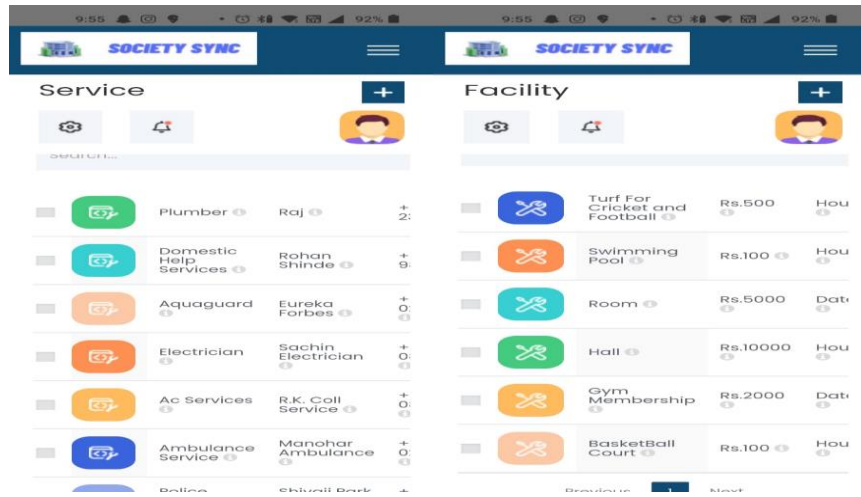 9:55
92%
SOCIETY SYNC
Service
+
Search...
Plumber
Raj
Domestic
Help
Services
Rohan
Shinde
Aquaguard
Eureka
Forbes
Electrician
Sachin
Electrician
Ac Services
R.K. Coll
Service
Ambulance
Service
Manohar
Ambulance
Police
Shivaji Park
9:55
92%
SOCIETY SYNC
Facility
+
Turf For
Cricket and
Football
Rs.500
Hou
Swimming
Pool
Rs.100
Hou
Room
Rs.5000
Hall
Rs.10000
Hou
Gym
Membership
Rs.2000
BasketBall
Court
Rs.100
Hou
Previous
1
Next